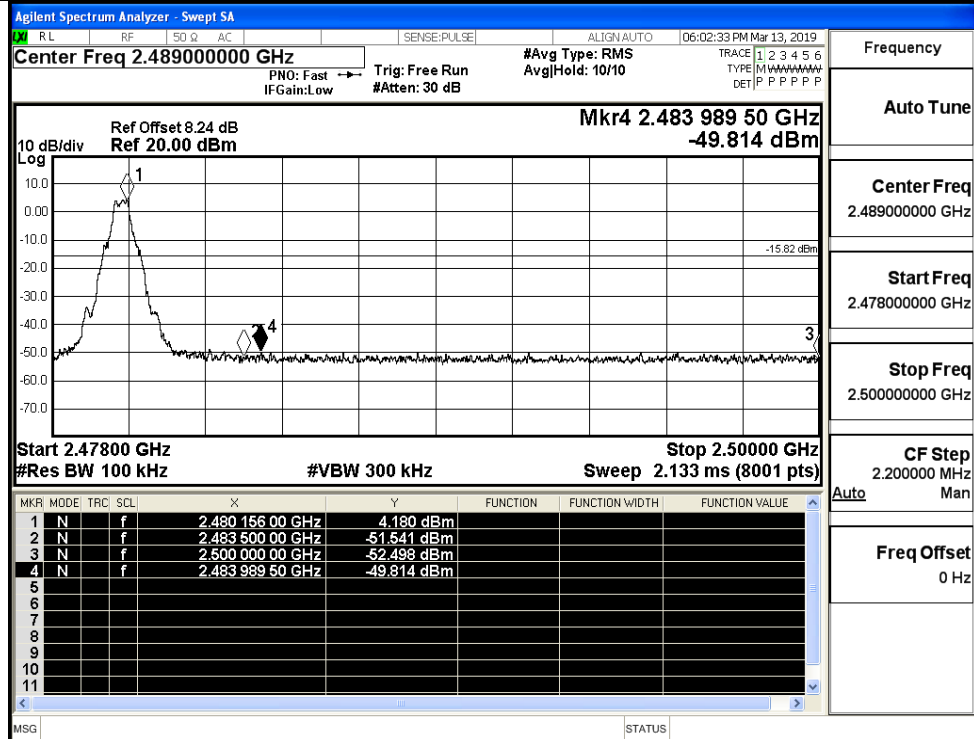 Agilent Spectrum Analyzer - Swept SA
LXI RL RF 50 Ω AC SENSE:PULSE ALIGN AUTO 06:02:33 PM Mar 13, 2019
Center Freq 2.489000000 GHz
PNO: Fast
IFGain:Low
Trig: Free Run
#Atten: 30 dB
#Avg Type: RMS
Avg|Hold: 10/10
TRACE 1 2 3 4 5 6
TYPE M W W W W W
DET P P P P P P
Mkr4 2.483 989 50 GHz
-49.814 dBm
Ref Offset 8.24 dB
10 dB/div Ref 20.00 dBm
Log
10.0
0.00
-10.0
-20.0
-30.0
-40.0
-50.0
-60.0
-70.0
1
2
4
3
-15.82 dBm
Start 2.47800 GHz Stop 2.50000 GHz
#Res BW 100 kHz #VBW 300 kHz Sweep 2.133 ms (8001 pts)
MKR MODE TRC SCL X Y FUNCTION FUNCTION WIDTH FUNCTION VALUE
1 N f 2.480 156 00 GHz 4.180 dBm
2 N f 2.483 500 00 GHz -51.541 dBm
3 N f 2.500 000 00 GHz -52.498 dBm
4 N f 2.483 989 50 GHz -49.814 dBm
5
6
7
8
9
10
11
MSG STATUS
Frequency
Auto Tune
Center Freq
2.489000000 GHz
Start Freq
2.478000000 GHz
Stop Freq
2.500000000 GHz
CF Step
2.200000 MHz
Auto Man
Freq Offset
0 Hz